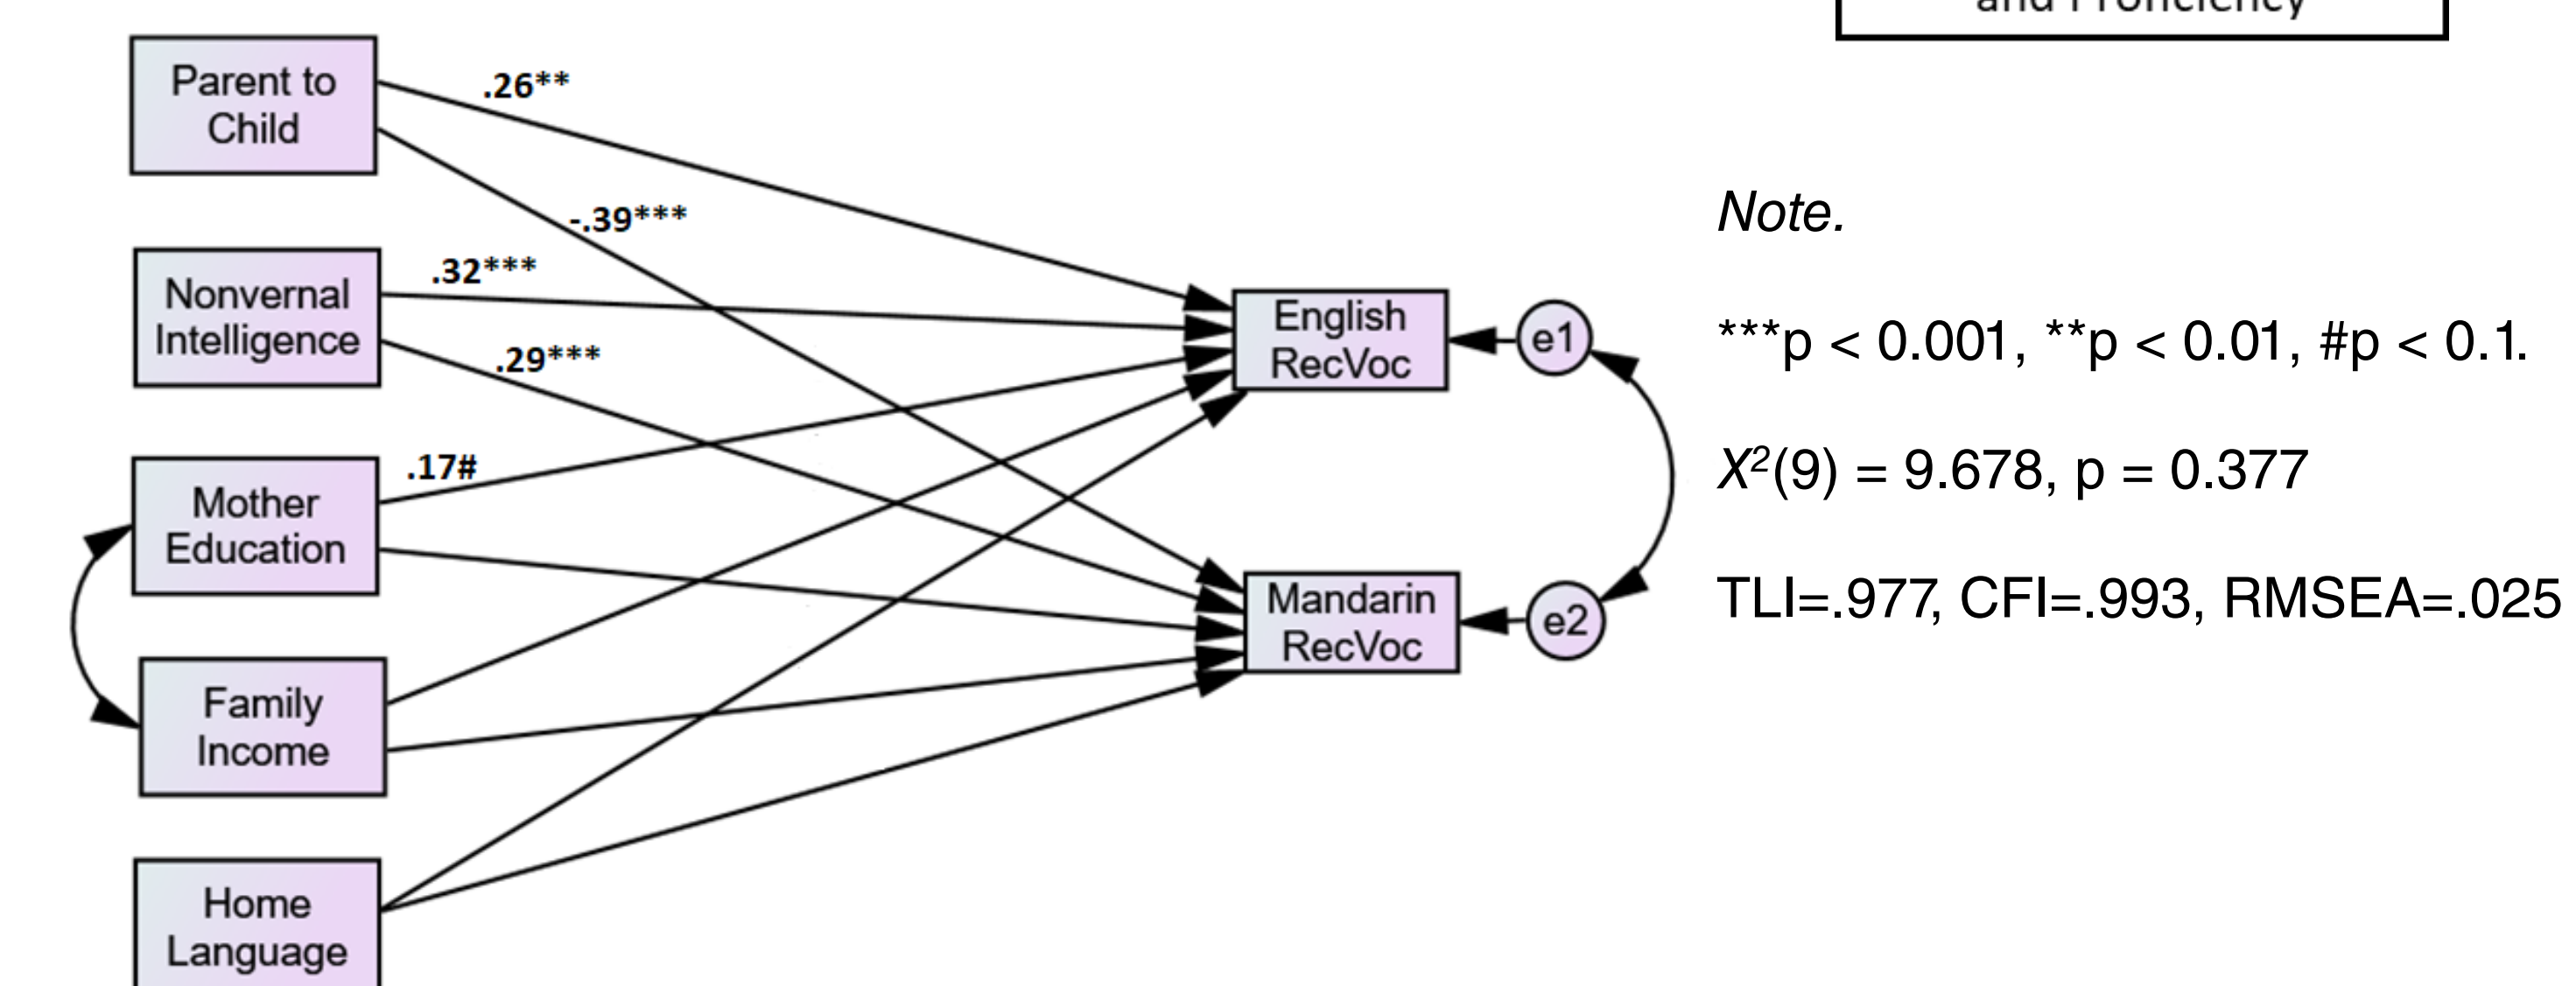 and Proficiency
Parent to
Child
.26**
-.39***
Nonvernal
Intelligence
.32***
.29***
Mother
Education
.17#
Family
Income
Home
Language
English
RecVoc
e1
Mandarin
RecVoc
e2
Note.
***p < 0.001, **p < 0.01, #p < 0.1.
X²(9) = 9.678, p = 0.377
TLI=.977, CFI=.993, RMSEA=.025